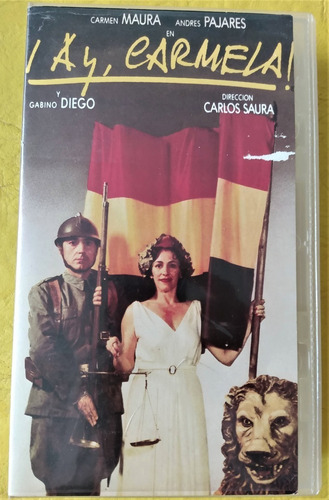 CARMEN MAURA ANDRES PAJARES
EN
¡Ay, CARMELA!
Y
GABINO DIEGO
DIRECCION
CARLOS SAURA